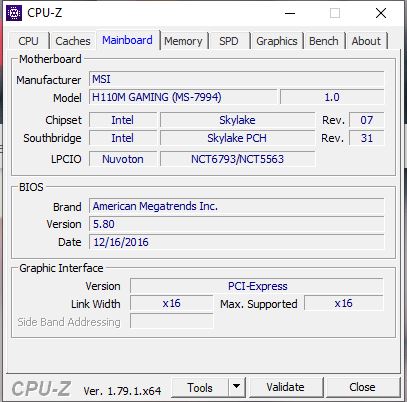 CPU-Z
CPU Caches Mainboard Memory SPD Graphics Bench About
Motherboard
Manufacturer MSI
Model H110M GAMING (MS-7994) 1.0
Chipset Intel Skylake Rev. 07
Southbridge Intel Skylake PCH Rev. 31
LPCIO Nuvoton NCT6793/NCT5563
BIOS
Brand American Megatrends Inc.
Version 5.80
Date 12/16/2016
Graphic Interface
Version PCI-Express
Link Width x16 Max. Supported x16
Side Band Addressing
CPU-Z Ver. 1.79.1.x64 Tools Validate Close